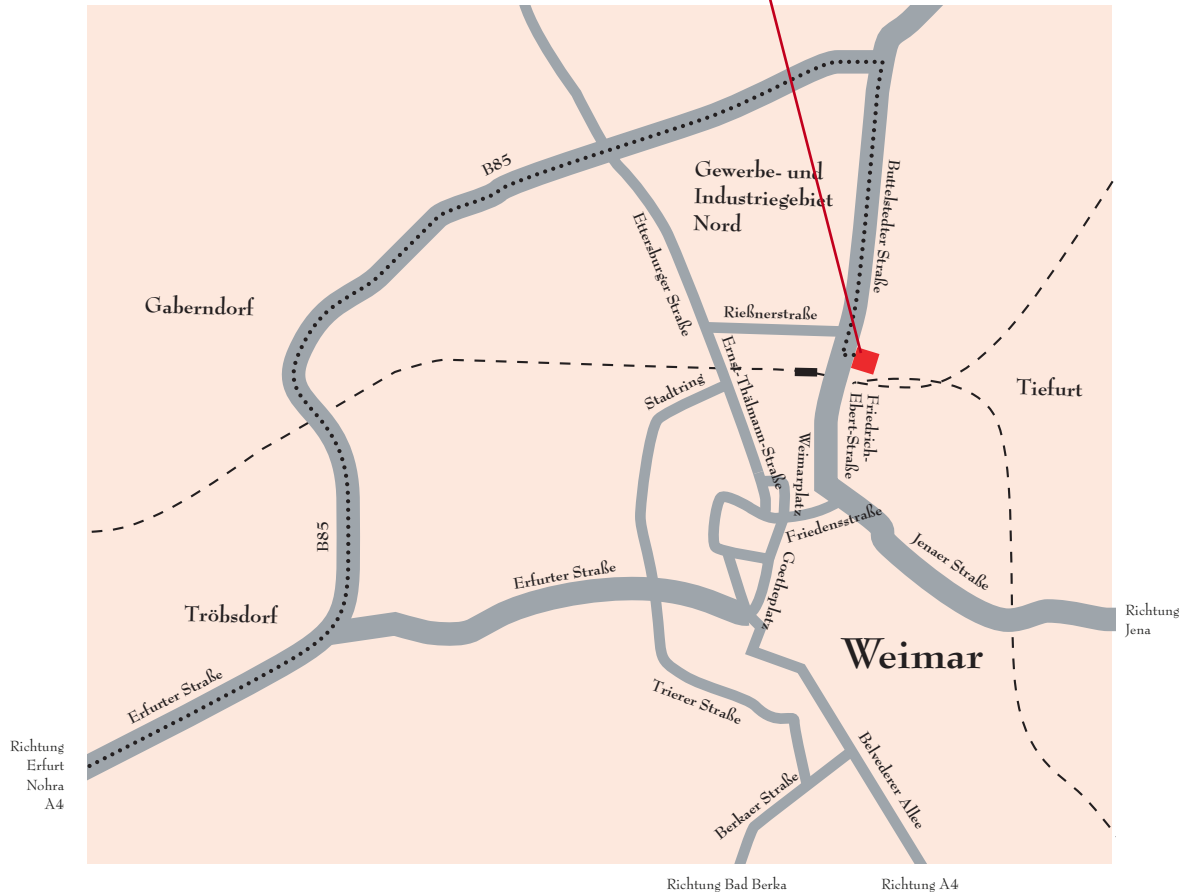 B85
Gewerbe- und
Industriegebiet
Nord
Buttelstedter Straße
Ettersburger Straße
Gaberndorf
Rießnerstraße
Ernst-Thälmann-Straße
Stadtring
Tiefurt
Friedrich-
Ebert-Straße
Weimarplatz
Friedensstraße
B85
Jenaer Straße
Goetheplatz
Erfurter Straße
Tröbsdorf
Richtung
Jena
Weimar
Erfurter Straße
Trierer Straße
Richtung
Erfurt
Nohra
A4
Belvederer Allee
Berkaer Straße
Richtung Bad Berka
Richtung A4